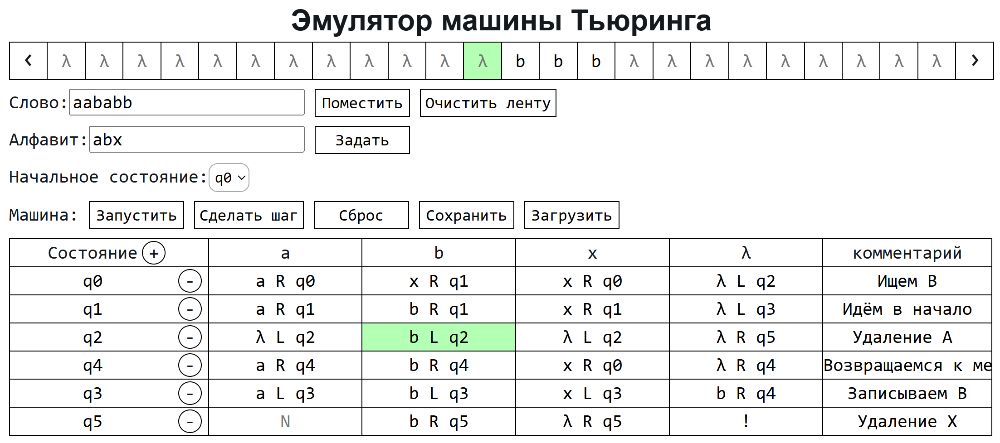 Эмулятор машины Тьюринга
‹ λ λ λ λ λ λ λ λ λ λ λ λ b b b λ λ λ λ λ λ λ λ λ ›
Слово: aababb Поместить Очистить ленту
Алфавит: abx Задать
Начальное состояние: q0
Машина: Запустить Сделать шаг Сброс Сохранить Загрузить
Состояние + a b x λ комментарий
q0 - a R q0 x R q1 x R q0 λ L q2 Ищем В
q1 - a R q1 b R q1 x R q1 λ L q3 Идём в начало
q2 - λ L q2 b L q2 λ L q2 λ R q5 Удаление А
q4 - a R q4 b R q4 x R q0 λ R q4 Возвращаемся к ме
q3 - a L q3 b L q3 x L q3 b R q4 Записываем В
q5 - N b R q5 λ R q5 ! Удаление Х